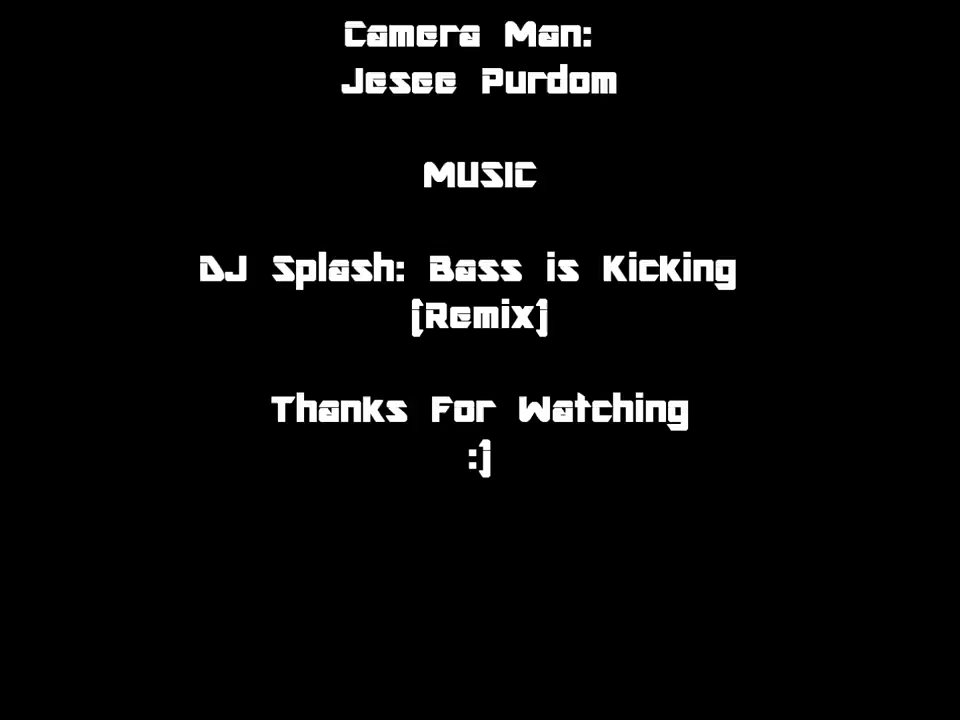 Camera Man:
Jesee Purdom
MUSIC
DJ Splash: Bass is Kicking
(Remix)
Thanks For Watching
:)